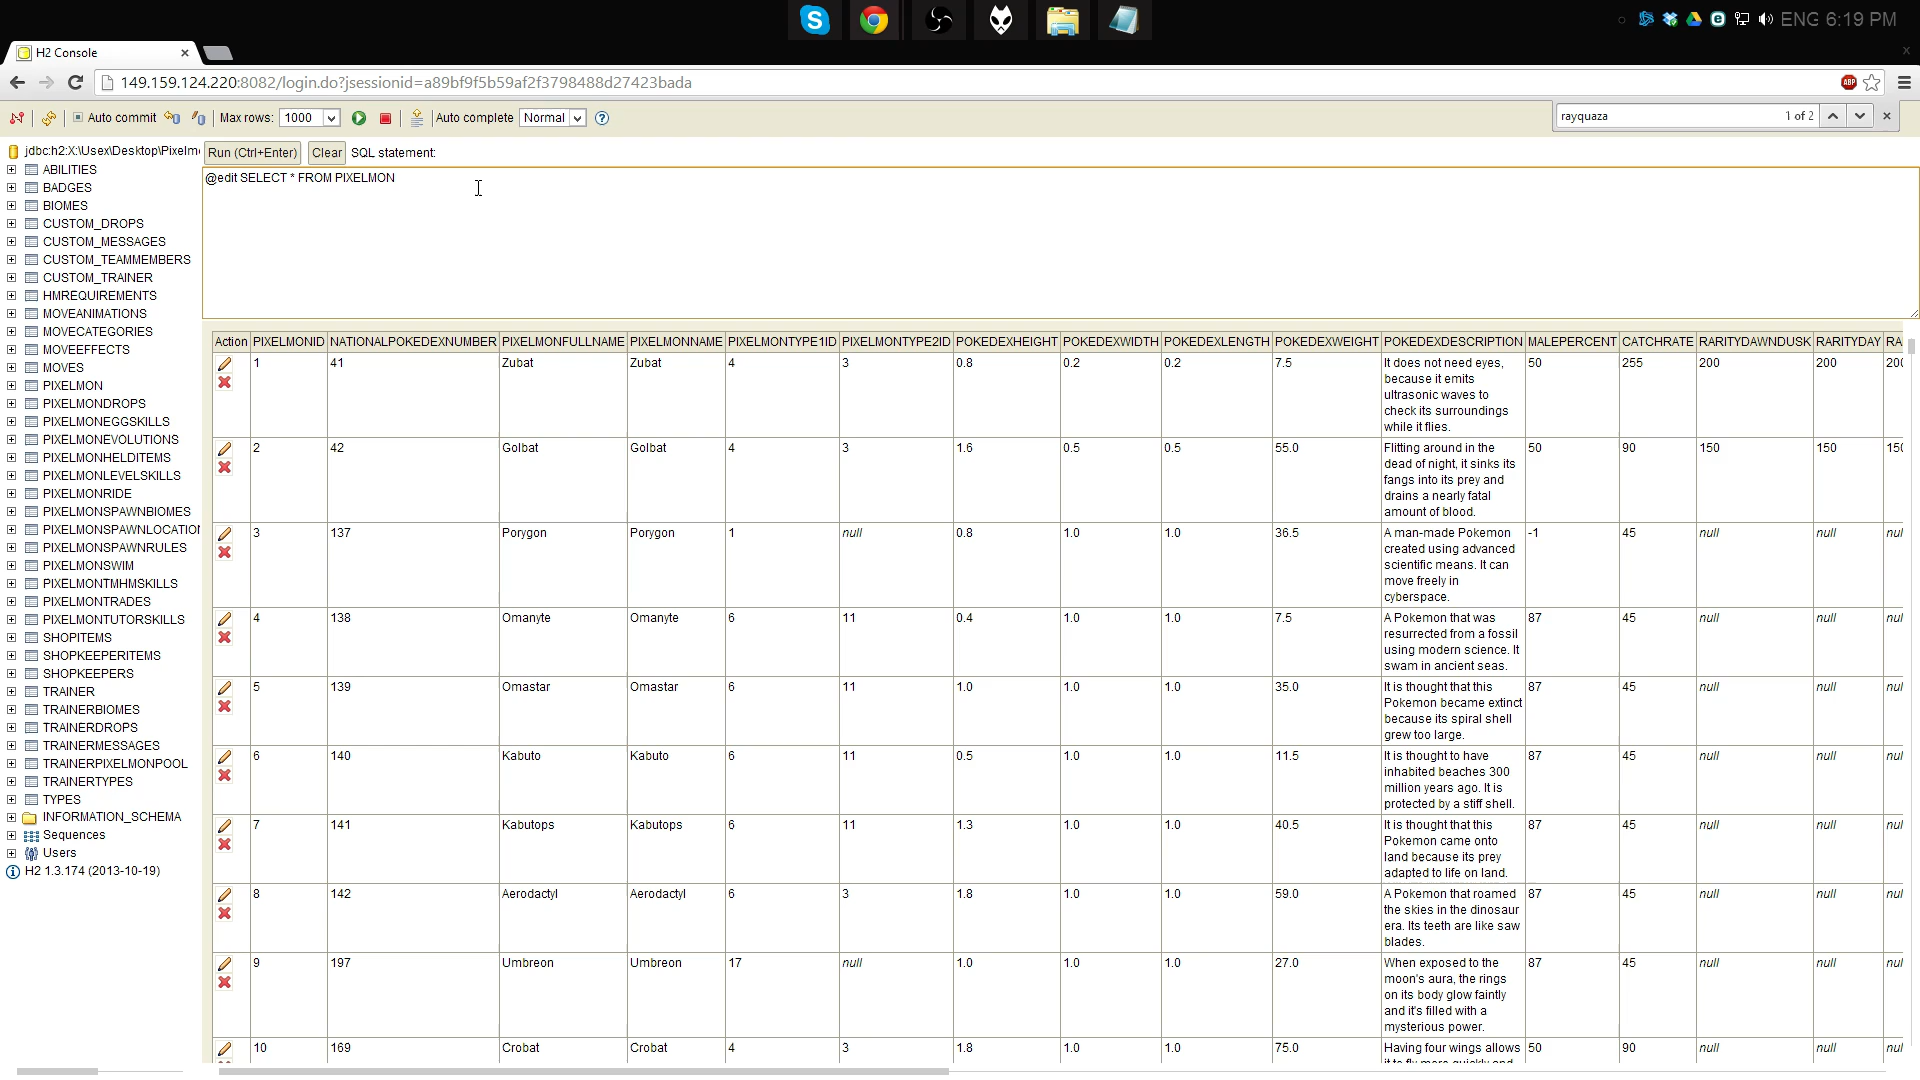 ENG 6:19 PM
H2 Console
149.159.124.220:8082/login.do?jsessionid=a89bf9f5b59af2f3798488d27423bada
ABP
Auto commit Max rows: 1000 Auto complete Normal
rayquaza 1 of 2
jdbc:h2:X:\Usex\Desktop\Pixelm
Run (Ctrl+Enter) Clear SQL statement:
@edit SELECT * FROM PIXELMON
ABILITIES
BADGES
BIOMES
CUSTOM_DROPS
CUSTOM_MESSAGES
CUSTOM_TEAMMEMBERS
CUSTOM_TRAINER
HMREQUIREMENTS
MOVEANIMATIONS
MOVECATEGORIES
MOVEEFFECTS
MOVES
PIXELMON
PIXELMONDROPS
PIXELMONEGGSKILLS
PIXELMONEVOLUTIONS
PIXELMONHELDITEMS
PIXELMONLEVELSKILLS
PIXELMONRIDE
PIXELMONSPAWNBIOMES
PIXELMONSPAWNLOCATION
PIXELMONSPAWNRULES
PIXELMONSWIM
PIXELMONTMHMSKILLS
PIXELMONTRADES
PIXELMONTUTORSKILLS
SHOPITEMS
SHOPKEEPERITEMS
SHOPKEEPERS
TRAINER
TRAINERBIOMES
TRAINERDROPS
TRAINERMESSAGES
TRAINERPIXELMONPOOL
TRAINERTYPES
TYPES
INFORMATION_SCHEMA
Sequences
Users
H2 1.3.174 (2013-10-19)
Action PIXELMONID NATIONALPOKEDEXNUMBER PIXELMONFULLNAME PIXELMONNAME PIXELMONTYPE1ID PIXELMONTYPE2ID POKEDEXHEIGHT POKEDEXWIDTH POKEDEXLENGTH POKEDEXWEIGHT POKEDEXDESCRIPTION MALEPERCENT CATCHRATE RARITYDAWNDUSK RARITYDAY RA
1 41 Zubat Zubat 4 3 0.8 0.2 0.2 7.5 It does not need eyes, 50 255 200 200 200
because it emits
ultrasonic waves to
check its surroundings
while it flies.
2 42 Golbat Golbat 4 3 1.6 0.5 0.5 55.0 Flitting around in the 50 90 150 150 150
dead of night, it sinks its
fangs into its prey and
drains a nearly fatal
amount of blood.
3 137 Porygon Porygon 1 null 0.8 1.0 1.0 36.5 A man-made Pokemon -1 45 null null nul
created using advanced
scientific means. It can
move freely in
cyberspace.
4 138 Omanyte Omanyte 6 11 0.4 1.0 1.0 7.5 A Pokemon that was 87 45 null null nul
resurrected from a fossil
using modern science. It
swam in ancient seas.
5 139 Omastar Omastar 6 11 1.0 1.0 1.0 35.0 It is thought that this 87 45 null null nul
Pokemon became extinct
because its spiral shell
grew too large.
6 140 Kabuto Kabuto 6 11 0.5 1.0 1.0 11.5 It is thought to have 87 45 null null nul
inhabited beaches 300
million years ago. It is
protected by a stiff shell.
7 141 Kabutops Kabutops 6 11 1.3 1.0 1.0 40.5 It is thought that this 87 45 null null nul
Pokemon came onto
land because its prey
adapted to life on land.
8 142 Aerodactyl Aerodactyl 6 3 1.8 1.0 1.0 59.0 A Pokemon that roamed 87 45 null null nul
the skies in the dinosaur
era. Its teeth are like saw
blades.
9 197 Umbreon Umbreon 17 null 1.0 1.0 1.0 27.0 When exposed to the 87 45 null null nul
moon's aura, the rings
on its body glow faintly
and it's filled with a
mysterious power.
10 169 Crobat Crobat 4 3 1.8 1.0 1.0 75.0 Having four wings allows 50 90 null null nul